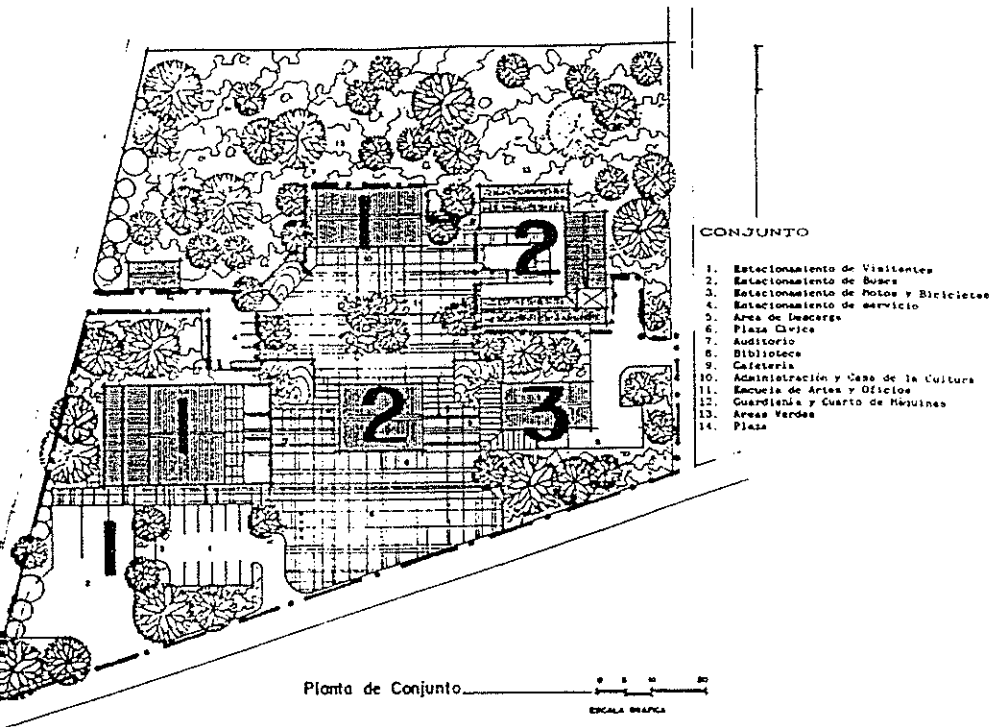 1
2
1
2
3
CONJUNTO
1. Estacionamiento de Visitantes
2. Estacionamiento de Buses
3. Estacionamiento de Motos y Bicicletas
4. Estacionamiento de servicio
5. Area de Descarga
6. Plaza Cívica
7. Auditorio
8. Biblioteca
9. Cafeteria
10. Administración y Casa de la Cultura
11. Escuela de Artes y Oficios
12. Guardiania y Cuarto de Máquinas
13. Areas Verdes
14. Plaza
Planta de Conjunto
ESCALA GRAFICA